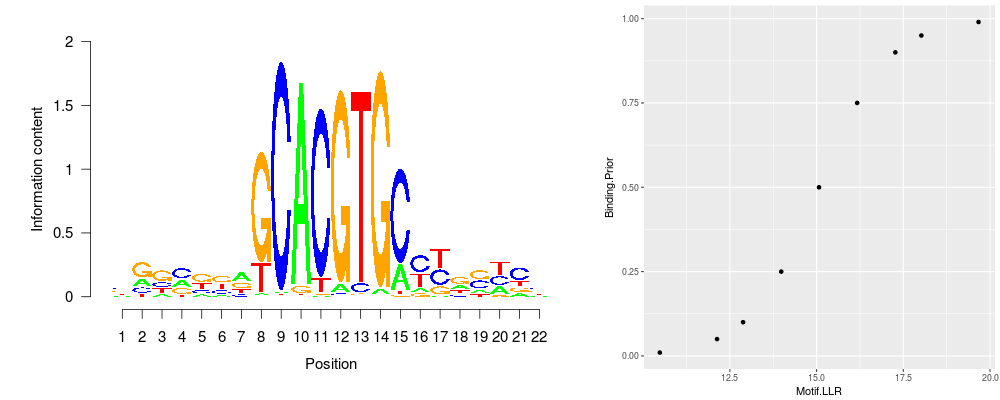 2
1.5
1
0.5
0
Information content
G C A C G T G C
1 2 3 4 5 6 7 8 9 10 11 12 13 14 15 16 17 18 19 20 21 22
Position
1.00
0.75
0.50
0.25
0.00
Binding.Prior
12.5 15.0 17.5 20.0
Motif.LLR